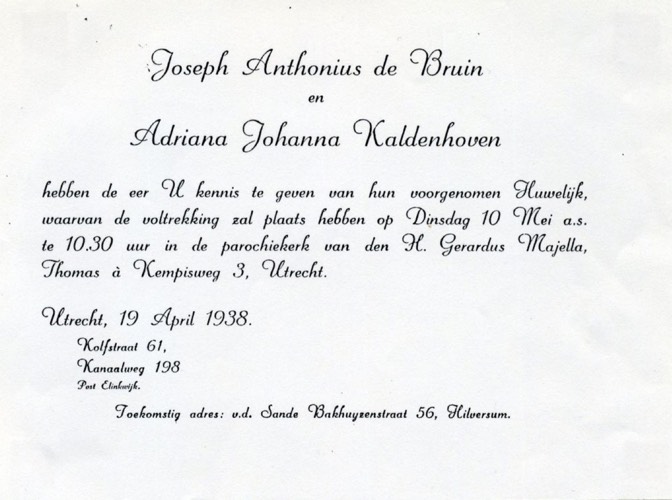 Joseph Anthonius de Bruin
en
Adriana Johanna Kaldenhoven
hebben de eer U kennis te geven van hun voorgenomen Huwelijk,
waarvan de voltrekking zal plaats hebben op Dinsdag 10 Mei a.s.
te 10.30 uur in de parochiekerk van den H. Gerardus Majella,
Thomas à Kempisweg 3, Utrecht.
Utrecht, 19 April 1938.
Kolfstraat 61,
Kanaalweg 198
Post Elinkwijk.
Toekomstig adres: v.d. Sande Bakhuyzenstraat 56, Hilversum.